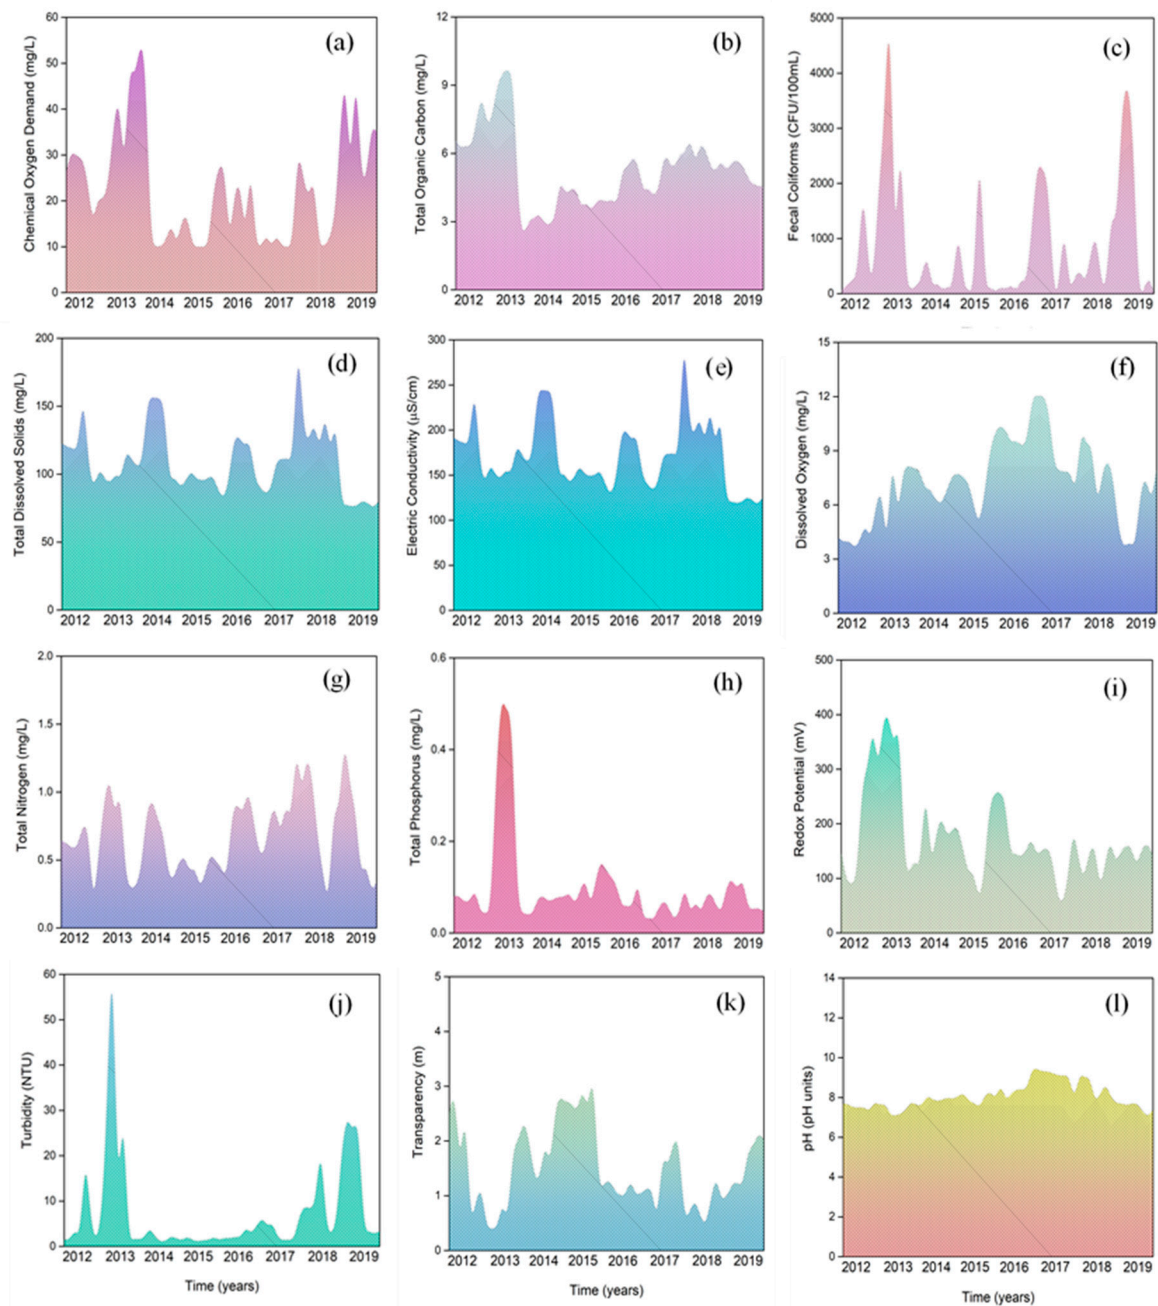 (a)
Chemical Oxygen Demand (mg/L)
60
50
40
30
20
10
0
2012 2013 2014 2015 2016 2017 2018 2019
(b)
Total Organic Carbon (mg/L)
12
9
6
3
0
2012 2013 2014 2015 2016 2017 2018 2019
(c)
Fecal Coliforms (CFU/100mL)
5000
4000
3000
2000
1000
0
2012 2013 2014 2015 2016 2017 2018 2019
(d)
Total Dissolved Solids (mg/L)
200
150
100
50
0
2012 2013 2014 2015 2016 2017 2018 2019
(e)
Electric Conductivity (µS/cm)
300
250
200
150
100
50
0
2012 2013 2014 2015 2016 2017 2018 2019
(f)
Dissolved Oxygen (mg/L)
15
12
9
6
3
0
2012 2013 2014 2015 2016 2017 2018 2019
(g)
Total Nitrogen (mg/L)
2.0
1.5
1.0
0.5
0.0
2012 2013 2014 2015 2016 2017 2018 2019
(h)
Total Phosphorus (mg/L)
0.6
0.4
0.2
0.0
2012 2013 2014 2015 2016 2017 2018 2019
(i)
Redox Potential (mV)
500
400
300
200
100
0
2012 2013 2014 2015 2016 2017 2018 2019
(j)
Turbidity (NTU)
60
50
40
30
20
10
0
2012 2013 2014 2015 2016 2017 2018 2019
Time (years)
(k)
Transparency (m)
5
4
3
2
1
0
2012 2013 2014 2015 2016 2017 2018 2019
Time (years)
(l)
pH (pH units)
14
12
10
8
6
4
2
0
2012 2013 2014 2015 2016 2017 2018 2019
Time (years)